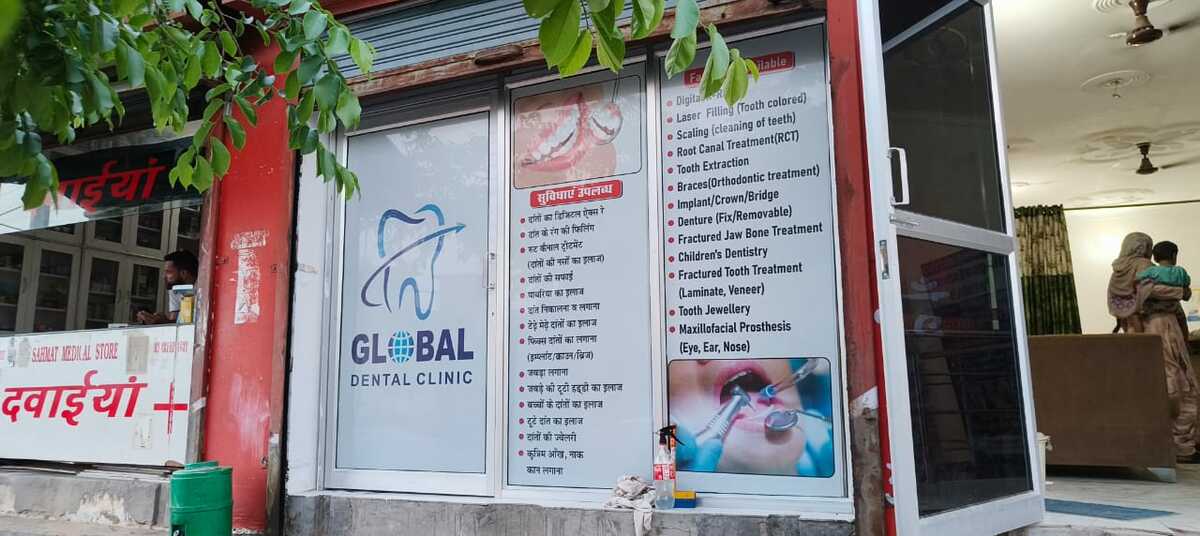 वाईयां
SAHMAT MEDICAL STORE
दवाईयां
GLOBAL
DENTAL CLINIC
सुविधाएं उपलब्ध
दांतों का डिजिटल ऐक्स रे
दांत के रंग की फिलिंग
रूट कैनाल ट्रीटमेंट
(दांतों की नसों का इलाज)
दांतों की सफाई
पायरिया का इलाज
दांत निकालना व लगाना
टेड़े मेड़े दांतों का इलाज
फिक्स दांतों का लगाना
(इम्प्लांट/क्राउन/ब्रिज)
जबड़ा लगाना
जबड़े की टूटी हड्डी का इलाज
बच्चों के दांतों का इलाज
टूटे दांत का इलाज
दांतों की ज्वेलरी
कृत्रिम आँख, नाक
कान लगाना
Laser Filling (Tooth colored)
Scaling (cleaning of teeth)
Root Canal Treatment(RCT)
Tooth Extraction
Braces(Orthodontic treatment)
Implant/Crown/Bridge
Denture (Fix/Removable)
Fractured Jaw Bone Treatment
Children's Dentistry
Fractured Tooth Treatment
(Laminate, Veneer)
Tooth Jewellery
Maxillofacial Prosthesis
(Eye, Ear, Nose)